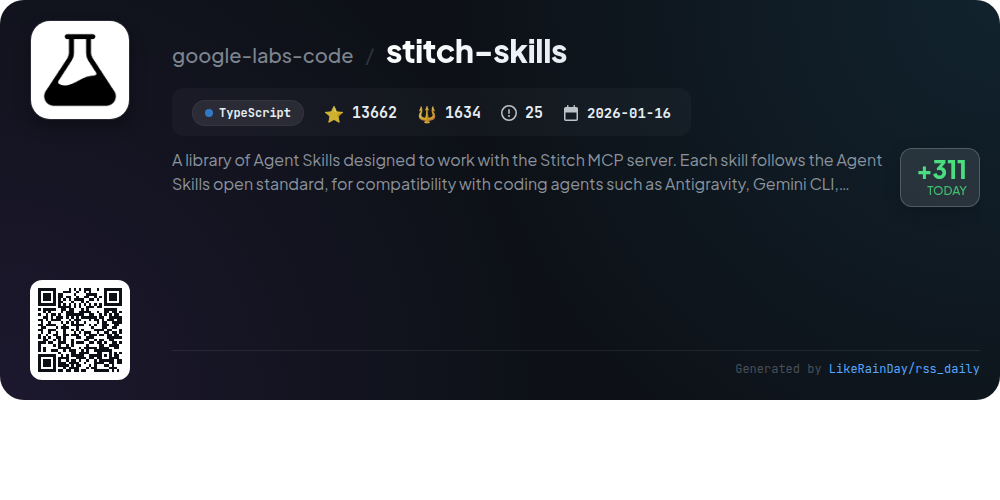 google-labs-code / stitch-skills
TypeScript 13662 1634 25 2026-01-16
A library of Agent Skills designed to work with the Stitch MCP server. Each skill follows the Agent
Skills open standard, for compatibility with coding agents such as Antigravity, Gemini CLI,...
+311
TODAY
Generated by LikeRainDay/rss_daily